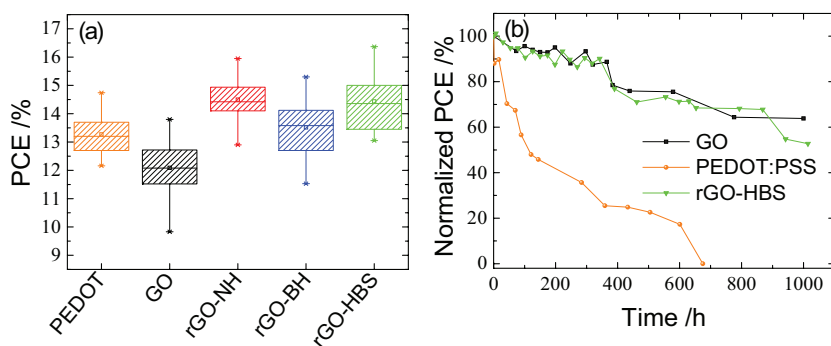 (a)
PCE /%
17
16
15
14
13
12
11
10
9
PEDOT
GO
rGO-NH
rGO-BH
rGO-HBS
(b)
Normalized PCE /%
100
80
60
40
20
0
GO
PEDOT:PSS
rGO-HBS
0 200 400 600 800 1000
Time /h